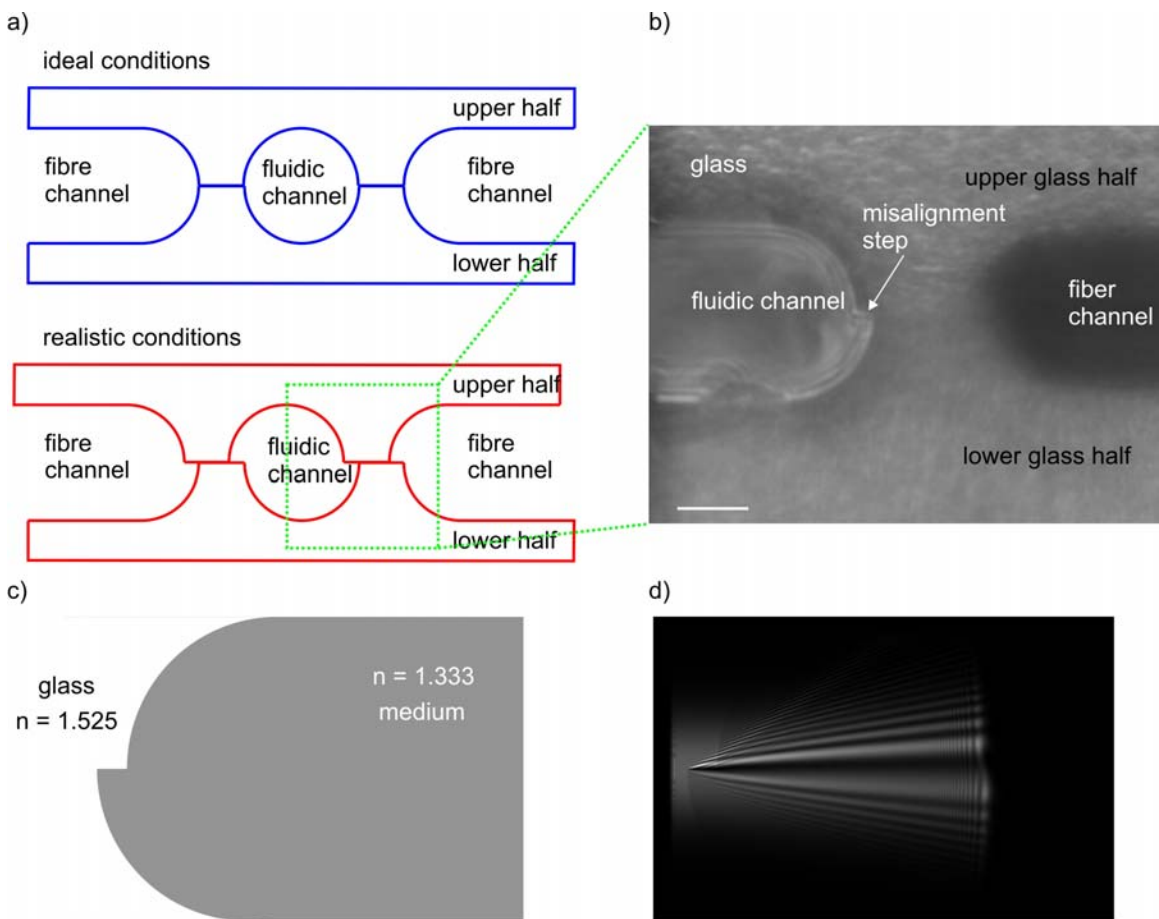 a)
ideal conditions
upper half
fibre
channel
fluidic
channel
fibre
channel
lower half
realistic conditions
upper half
fibre
channel
fluidic
channel
fibre
channel
lower half
b)
glass
upper glass half
misalignment
step
fluidic channel
fiber
channel
lower glass half
c)
glass
n = 1.525
n = 1.333
medium
d)